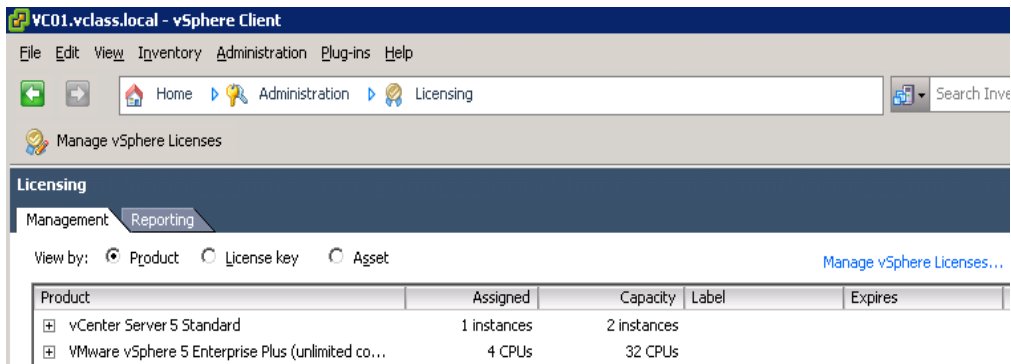 VC01.vclass.local - vSphere Client
File Edit View Inventory Administration Plug-ins Help
Home Administration Licensing Search Inve
Manage vSphere Licenses
Licensing
Management Reporting
View by: Product License key Asset Manage vSphere Licenses...
Product Assigned Capacity Label Expires
vCenter Server 5 Standard 1 instances 2 instances
VMware vSphere 5 Enterprise Plus (unlimited co... 4 CPUs 32 CPUs